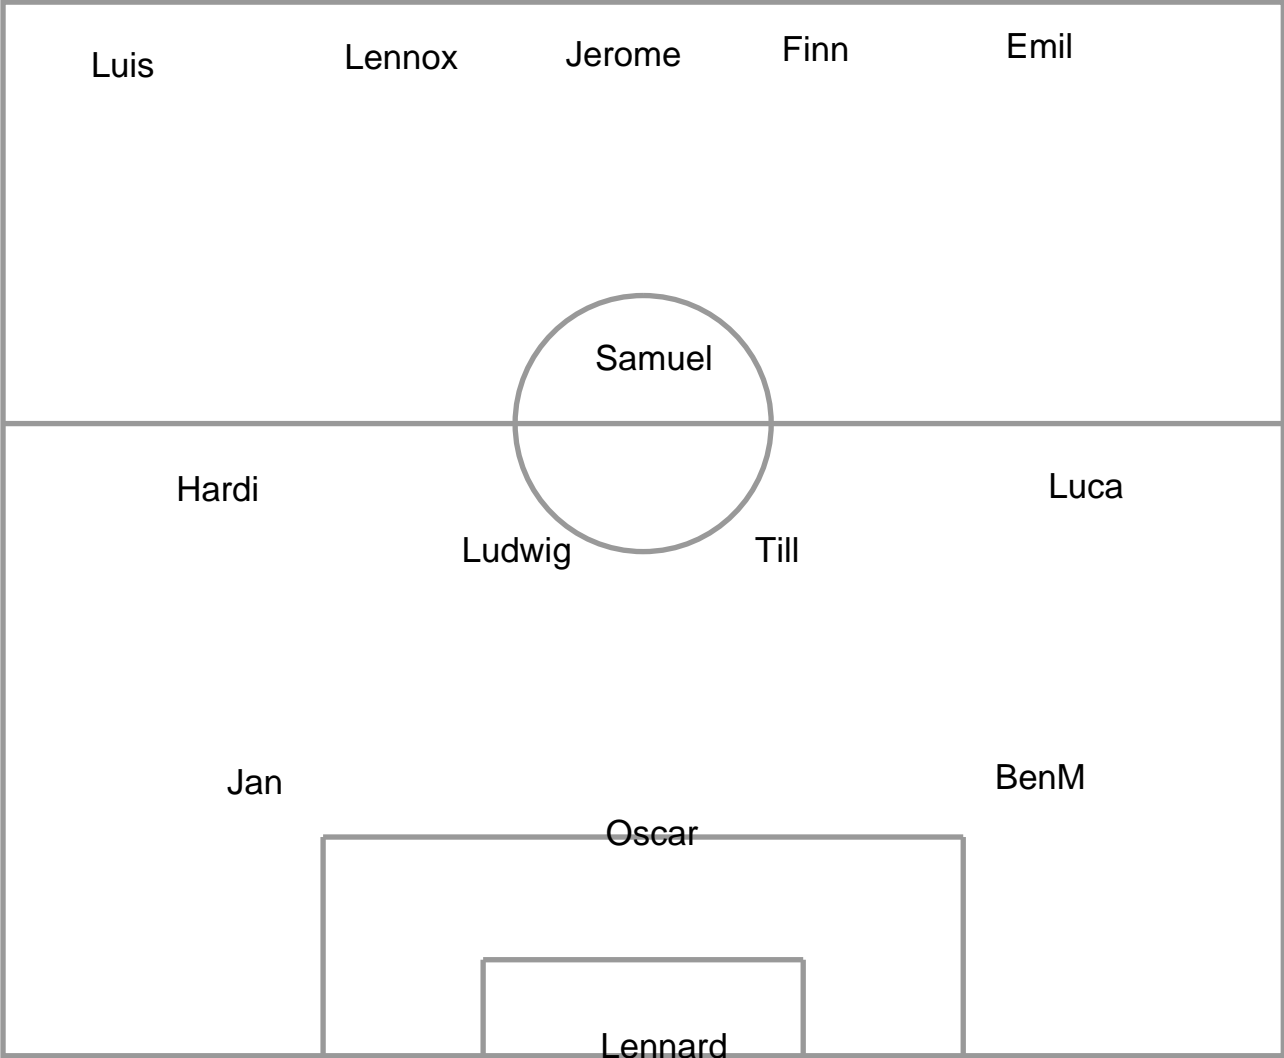 Luis Lennox Jerome Finn Emil
Samuel
Hardi Luca
Ludwig Till
Jan BenM
Oscar
Lennard